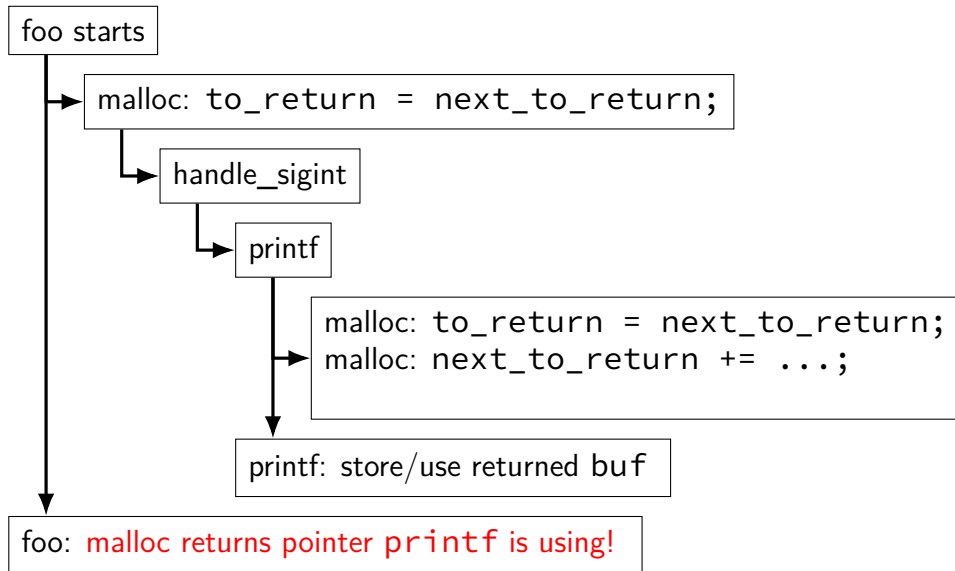 foo starts
malloc: to_return = next_to_return;
handle_sigint
printf
malloc: to_return = next_to_return;
malloc: next_to_return += ...;
printf: store/use returned buf
foo: malloc returns pointer printf is using!